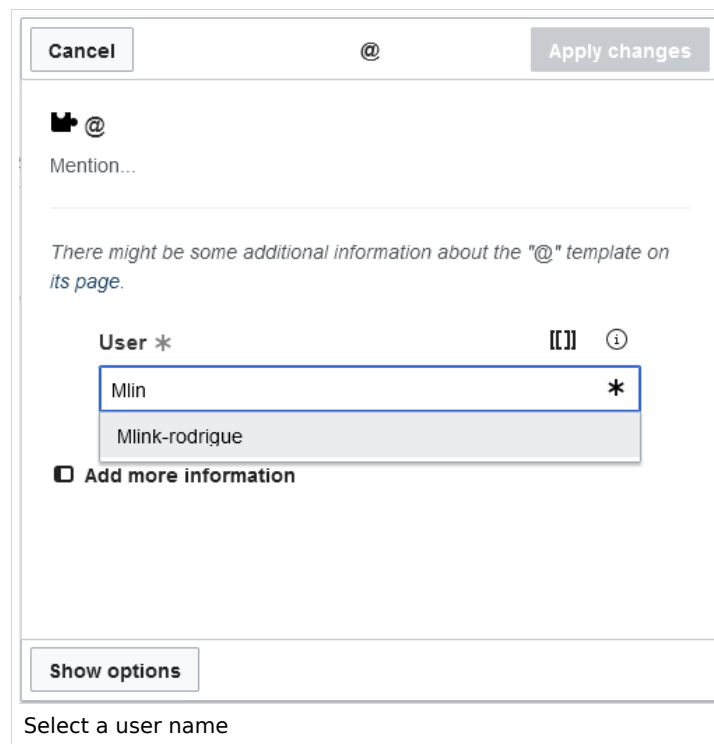 Cancel @ Apply changes
@
Mention...
There might be some additional information about the "@" template on
its page.
User * [[]]
Mlin *
Mlink-rodrigue
Add more information
Show options
Select a user name